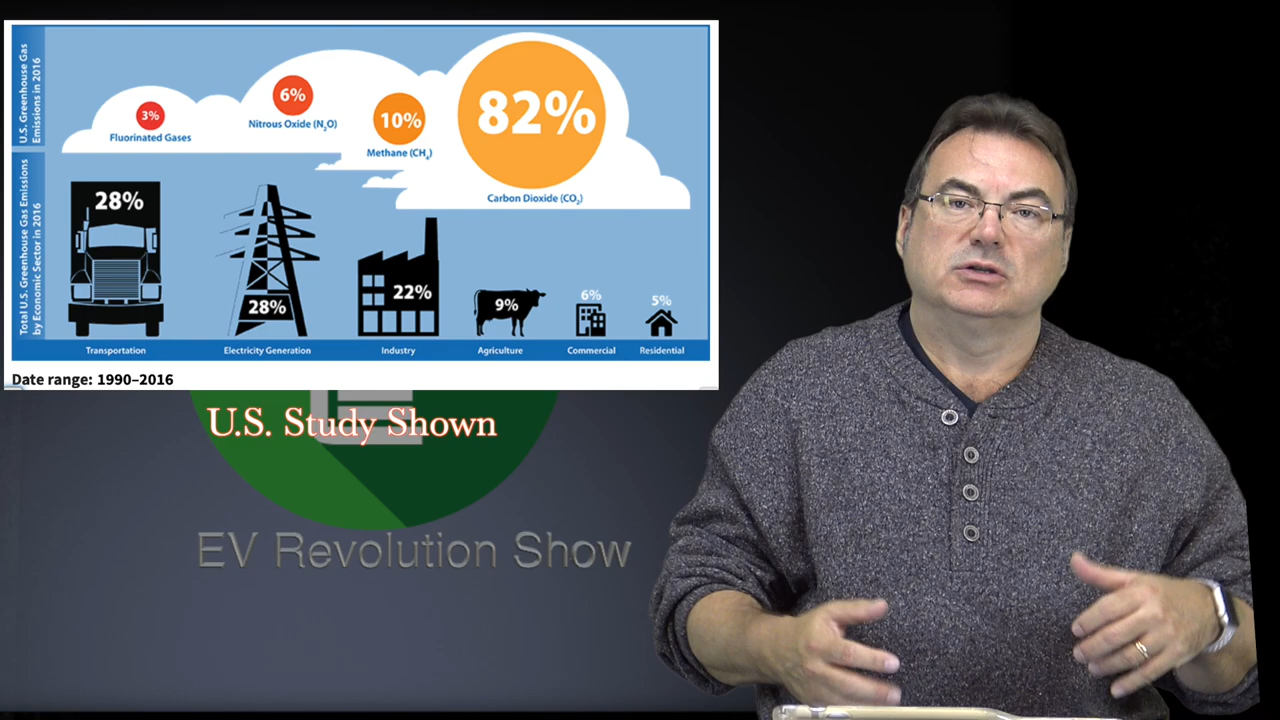 U.S. Greenhouse Gas
Emissions in 2016
3%
Fluorinated Gases
6%
Nitrous Oxide (N₂O)
10%
Methane (CH₄)
82%
Carbon Dioxide (CO₂)
Total U.S. Greenhouse Gas Emissions
by Economic Sector in 2016
28%
28%
22%
9%
6%
5%
Transportation
Electricity Generation
Industry
Agriculture
Commercial
Residential
Date range: 1990–2016
U.S. Study Shown
EV Revolution Show